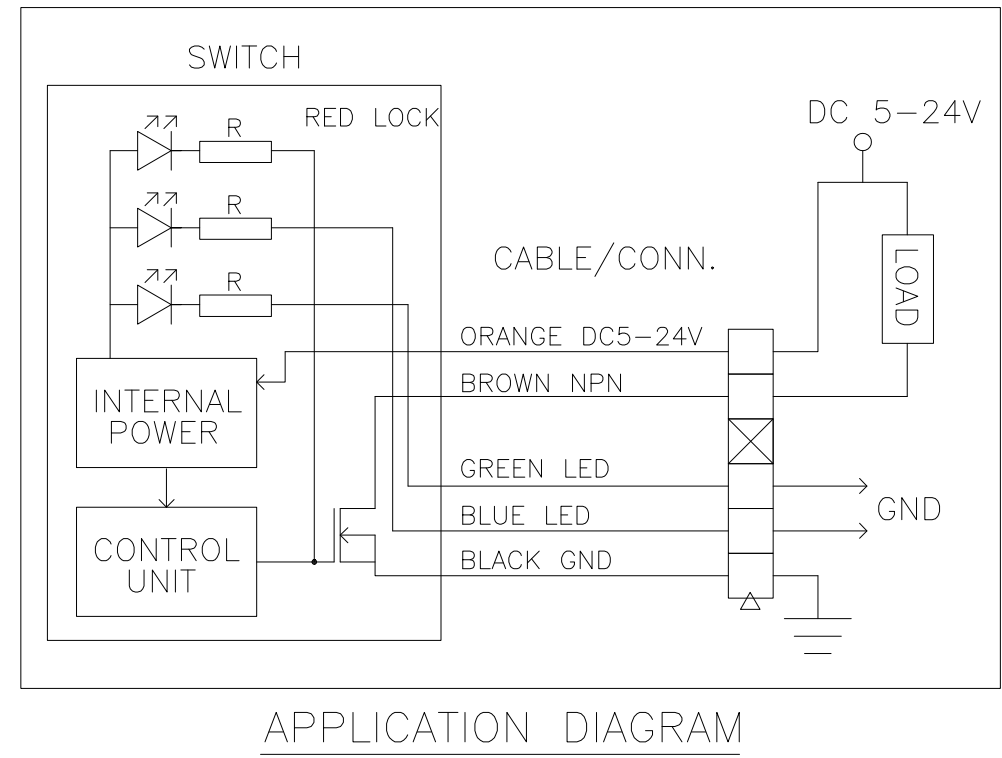 SWITCH
RED LOCK
R
R
R
DC 5-24V
LOAD
CABLE/CONN.
ORANGE DC5-24V
BROWN NPN
GREEN LED
BLUE LED
BLACK GND
GND
INTERNAL
POWER
CONTROL
UNIT
APPLICATION DIAGRAM